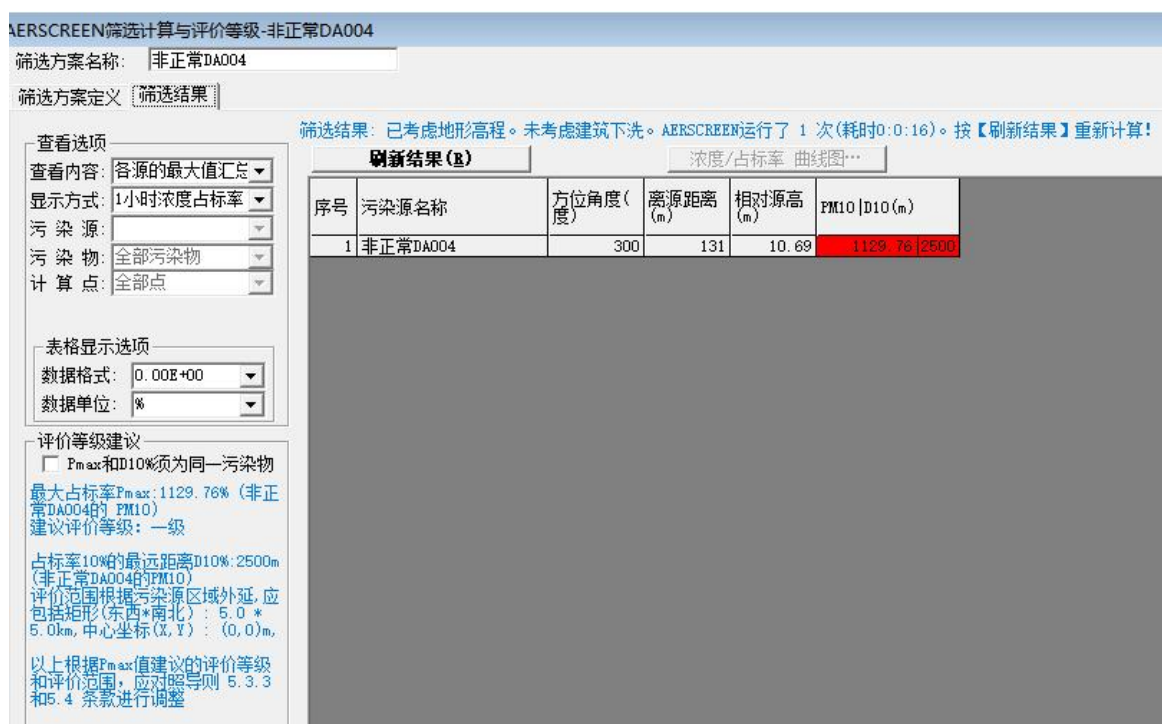 AERSCREEN筛选计算与评价等级-非正常DA004
筛选方案名称: 非正常DA004
筛选方案定义 筛选结果
筛选结果: 已考虑地形高程。未考虑建筑下洗。AERSCREEN运行了 1 次(耗时0:0:16)。按【刷新结果】重新计算!
查看选项
查看内容: 各源的最大值汇总
显示方式: 1小时浓度占标率
污 染 源:
污 染 物: 全部污染物
计 算 点: 全部点
刷新结果(R) 浓度/占标率 曲线图…
序号 污染源名称 方位角度(度) 离源距离(m) 相对源高(m) PM10|D10(m)
1 非正常DA004 300 131 10.69 1129.76|2500
表格显示选项
数据格式: 0.00E+00
数据单位: %
评价等级建议
Pmax和D10%须为同一污染物
最大占标率Pmax:1129.76% (非正
常DA004的 PM10)
建议评价等级: 一级
占标率10%的最远距离D10%:2500m
(非正常DA004的PM10)
评价范围根据污染源区域外延,应
包括矩形(东西*南北) : 5.0 *
5.0km,中心坐标(X,Y) : (0,0)m,
以上根据Pmax值建议的评价等级
和评价范围, 应对照导则 5.3.3
和5.4 条款进行调整